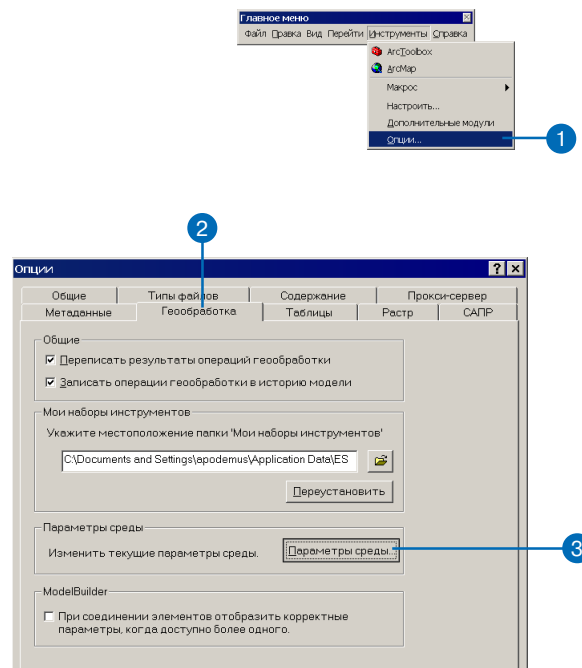 Главное меню
Файл Правка Вид Перейти Инструменты Справка
ArcToolbox
ArcMap
Макрос
Настроить...
Дополнительные модули
Опции...
1
2
Опции
Общие Типы файлов Содержание Прокси-сервер
Метаданные Геообработка Таблицы Растр САПР
Общие
Переписать результаты операций геообработки
Записать операции геообработки в историю модели
Мои наборы инструментов
Укажите местоположение папки 'Мои наборы инструментов'
C:\Documents and Settings\apodemus\Application Data\ES
Переустановить
Параметры среды
Изменить текущие параметры среды. Параметры среды...
3
ModelBuilder
При соединении элементов отобразить корректные
параметры, когда доступно более одного.